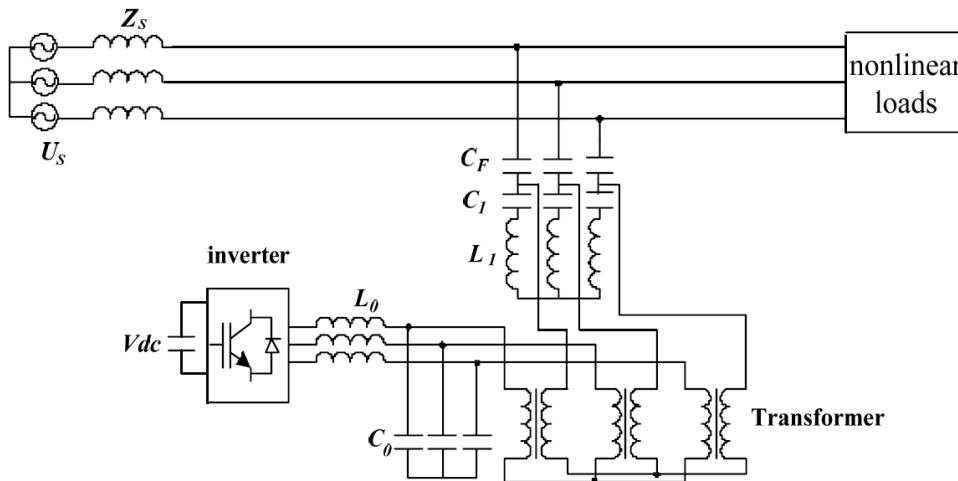 Z_S
nonlinear
loads
U_S
C_F
C_1
L_1
inverter
L_0
Vdc
Transformer
C_0